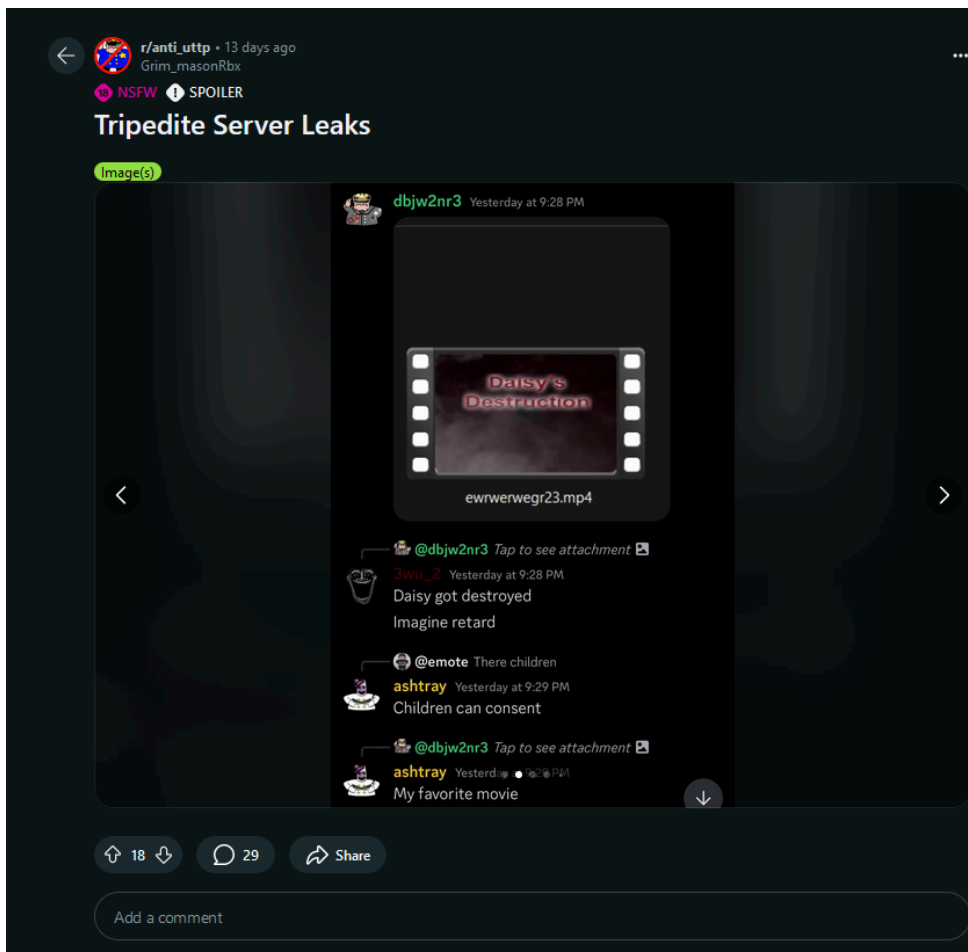 r/anti_uttp • 13 days ago
Grim_masonRbx
18 NSFW ! SPOILER
Tripedite Server Leaks
Image(s)
dbjw2nr3 Yesterday at 9:28 PM
Daisy's
Destruction
ewrwerwegr23.mp4
@dbjw2nr3 Tap to see attachment
3wu_2 Yesterday at 9:28 PM
Daisy got destroyed
Imagine retard
@emote There children
ashtray Yesterday at 9:29 PM
Children can consent
@dbjw2nr3 Tap to see attachment
ashtray
My favorite movie
18
29
Share
Add a comment